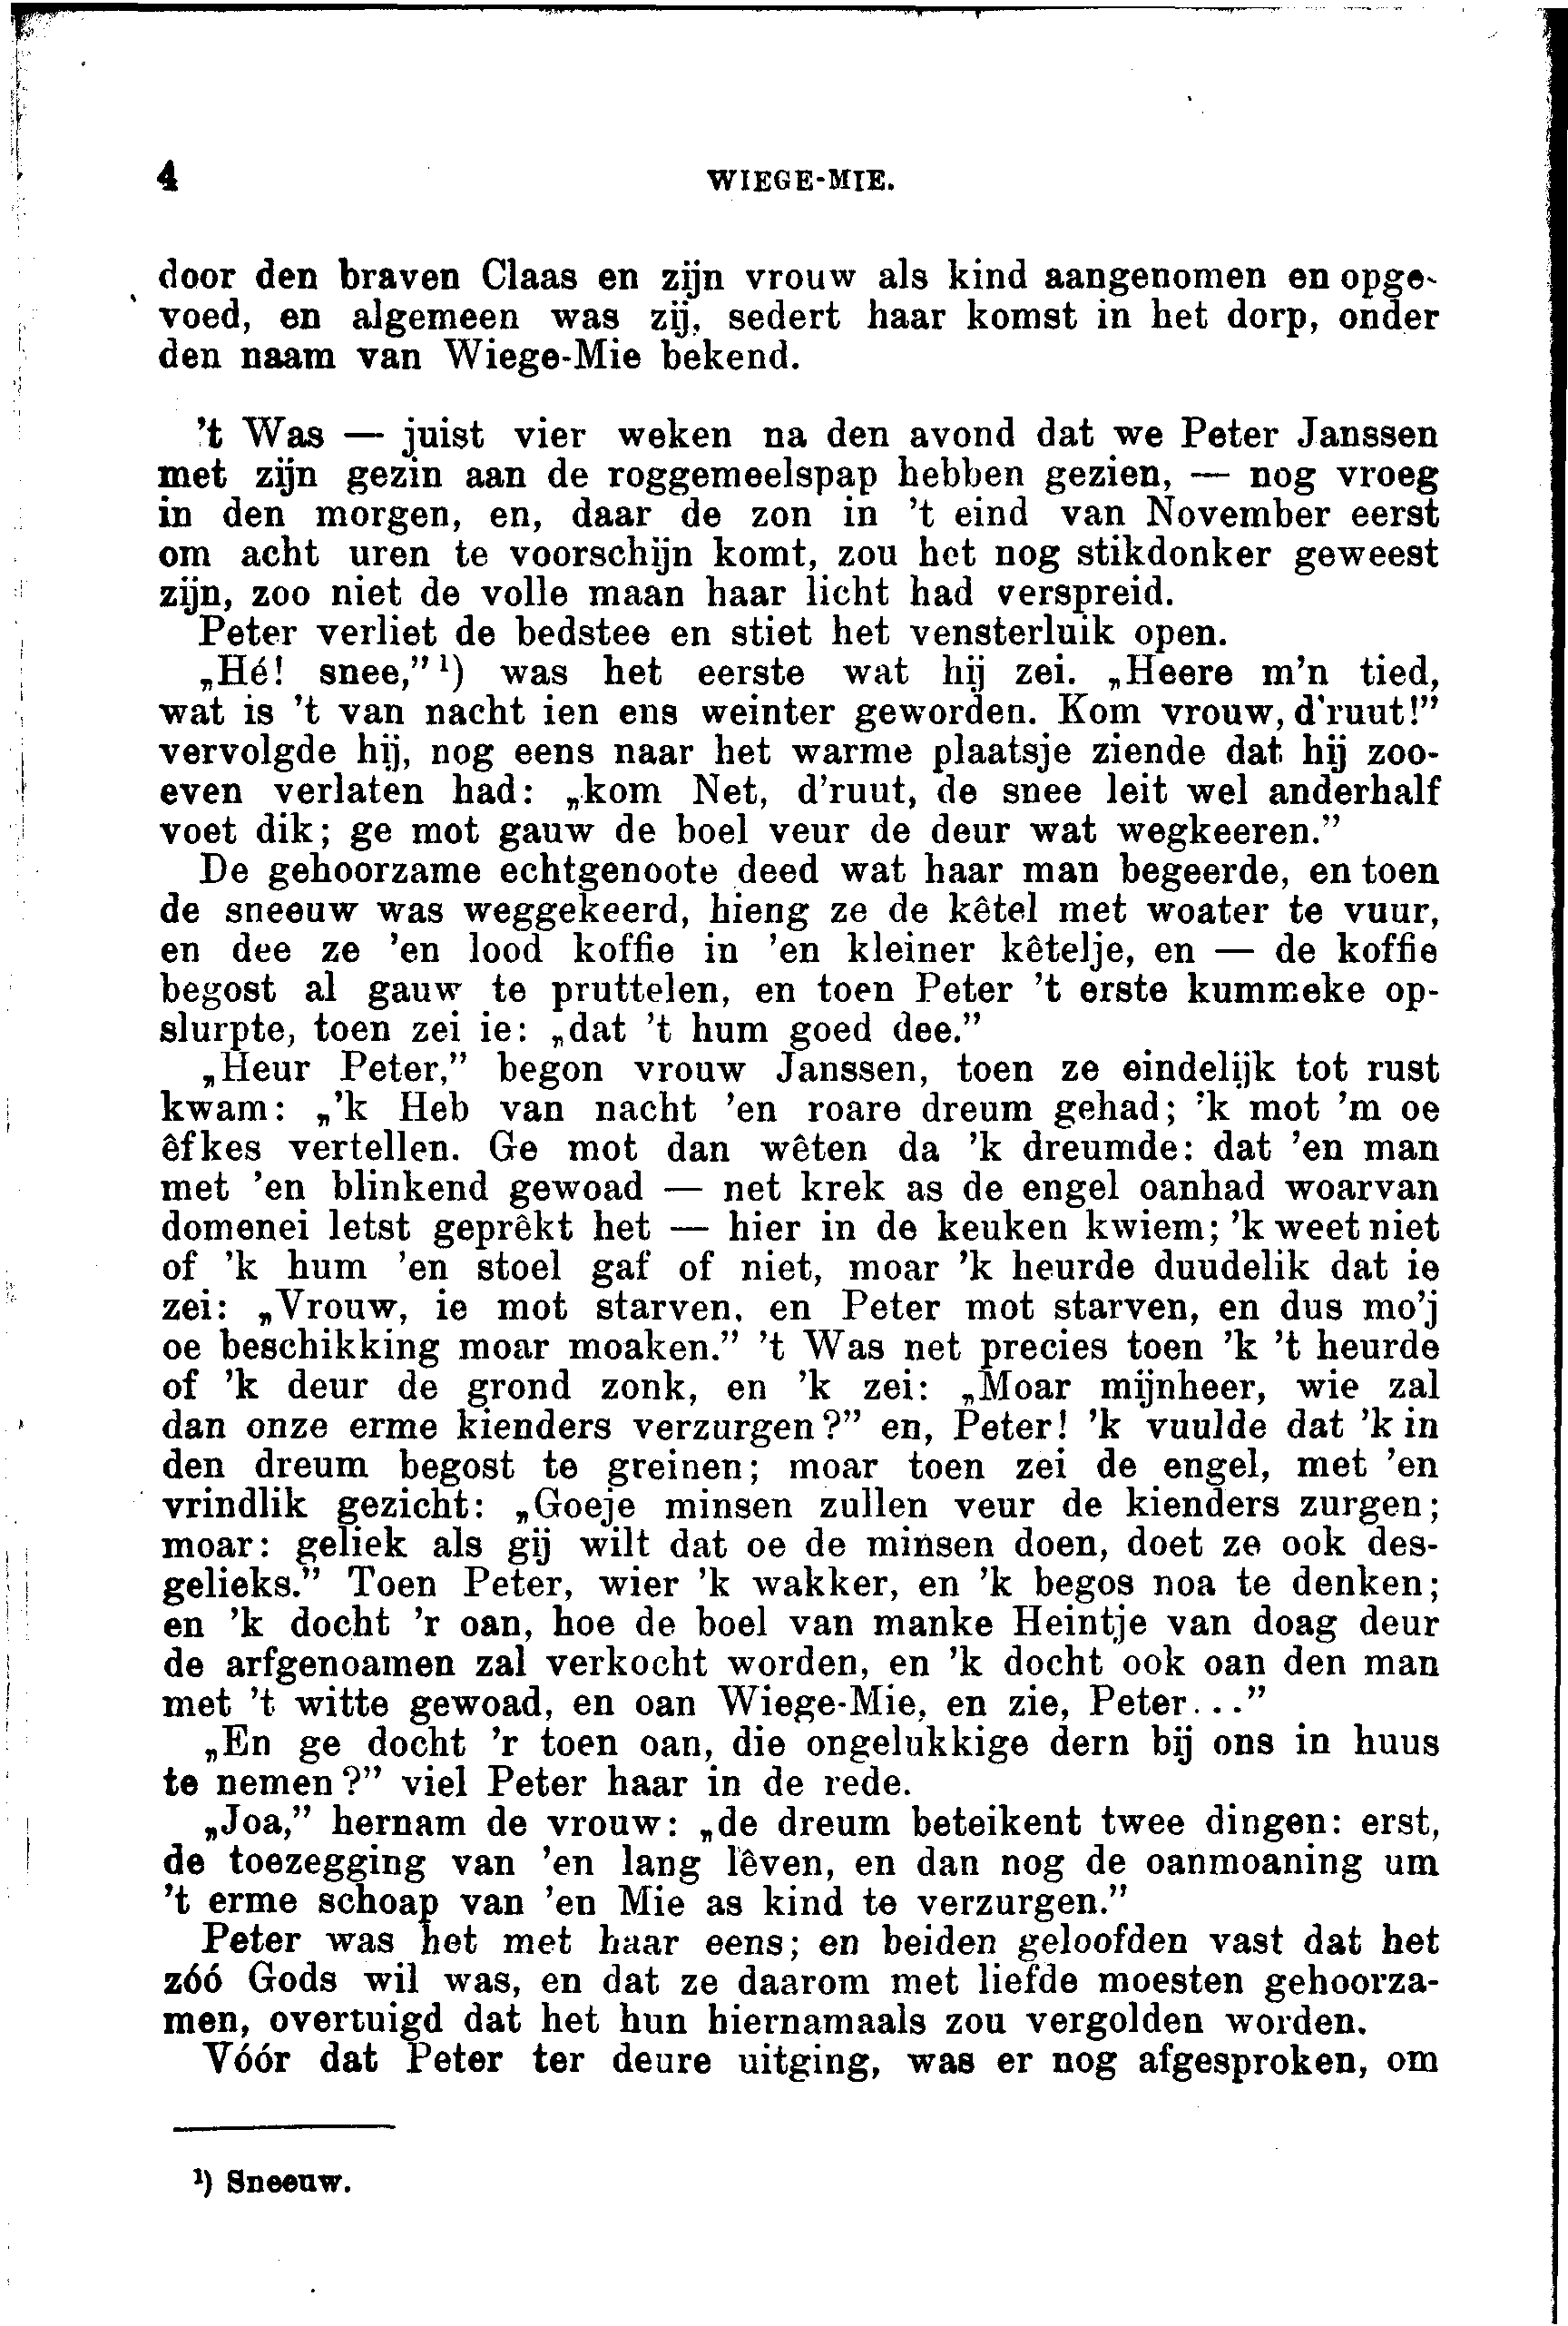 4 WIEGE-MIE.
door den braven Claas en zijn vrouw als kind aangenomen en opge-
voed, en algemeen was zij, sedert haar komst in het dorp, onder
den naam van Wiege-Mie bekend.
't Was — juist vier weken na den avond dat we Peter Janssen
met zijn gezin aan de roggemeelspap hebben gezien, — nog vroeg
in den morgen, en, daar de zon in 't eind van November eerst
om acht uren te voorschijn komt, zou het nog stikdonker geweest
zijn, zoo niet de volle maan haar licht had verspreid.
Peter verliet de bedstee en stiet het vensterluik open.
„Hé! snee,” ¹) was het eerste wat hij zei. „Heere m'n tied,
wat is 't van nacht ien ens weinter geworden. Kom vrouw, d'ruut!”
vervolgde hij, nog eens naar het warme plaatsje ziende dat hij zoo-
even verlaten had: „kom Net, d'ruut, de snee leit wel anderhalf
voet dik; ge mot gauw de boel veur de deur wat wegkeeren.”
De gehoorzame echtgenoote deed wat haar man begeerde, en toen
de sneeuw was weggekeerd, hieng ze de kêtel met woater te vuur,
en dee ze 'en lood koffie in 'en kleiner kêtelje, en — de koffie
begost al gauw te pruttelen, en toen Peter 't erste kummeke op-
slurpte, toen zei ie: „dat 't hum goed dee.”
„Heur Peter,” begon vrouw Janssen, toen ze eindelijk tot rust
kwam: „'k Heb van nacht 'en roare dreum gehad; 'k mot 'm oe
êfkes vertellen. Ge mot dan wêten da 'k dreumde: dat 'en man
met 'en blinkend gewoad — net krek as de engel oanhad woarvan
domenei letst geprêkt het — hier in de keuken kwiem; 'k weet niet
of 'k hum 'en stoel gaf of niet, moar 'k heurde duudelik dat ie
zei: „Vrouw, ie mot starven, en Peter mot starven, en dus mo'j
oe beschikking moar moaken.” 't Was net precies toen 'k 't heurde
of 'k deur de grond zonk, en 'k zei: „Moar mijnheer, wie zal
dan onze erme kienders verzurgen?” en, Peter! 'k vuulde dat 'k in
den dreum begost te greinen; moar toen zei de engel, met 'en
vrindlik gezicht: „Goeje minsen zullen veur de kienders zurgen;
moar: geliek als gij wilt dat oe de minsen doen, doet ze ook des-
gelieks.” Toen Peter, wier 'k wakker, en 'k begos noa te denken;
en 'k docht 'r oan, hoe de boel van manke Heintje van doag deur
de arfgenoamen zal verkocht worden, en 'k docht ook oan den man
met 't witte gewoad, en oan Wiege-Mie, en zie, Peter...”
„En ge docht 'r toen oan, die ongelukkige dern bij ons in huus
te nemen?” viel Peter haar in de rede.
„Joa,” hernam de vrouw: „de dreum beteikent twee dingen: erst,
de toezegging van 'en lang lêven, en dan nog de oanmoaning um
't erme schoap van 'en Mie as kind te verzurgen.”
Peter was het met haar eens; en beiden geloofden vast dat het
zóó Gods wil was, en dat ze daarom met liefde moesten gehoorza-
men, overtuigd dat het hun hiernamaals zou vergolden worden.
Vóór dat Peter ter deure uitging, was er nog afgesproken, om
¹) Sneeuw.